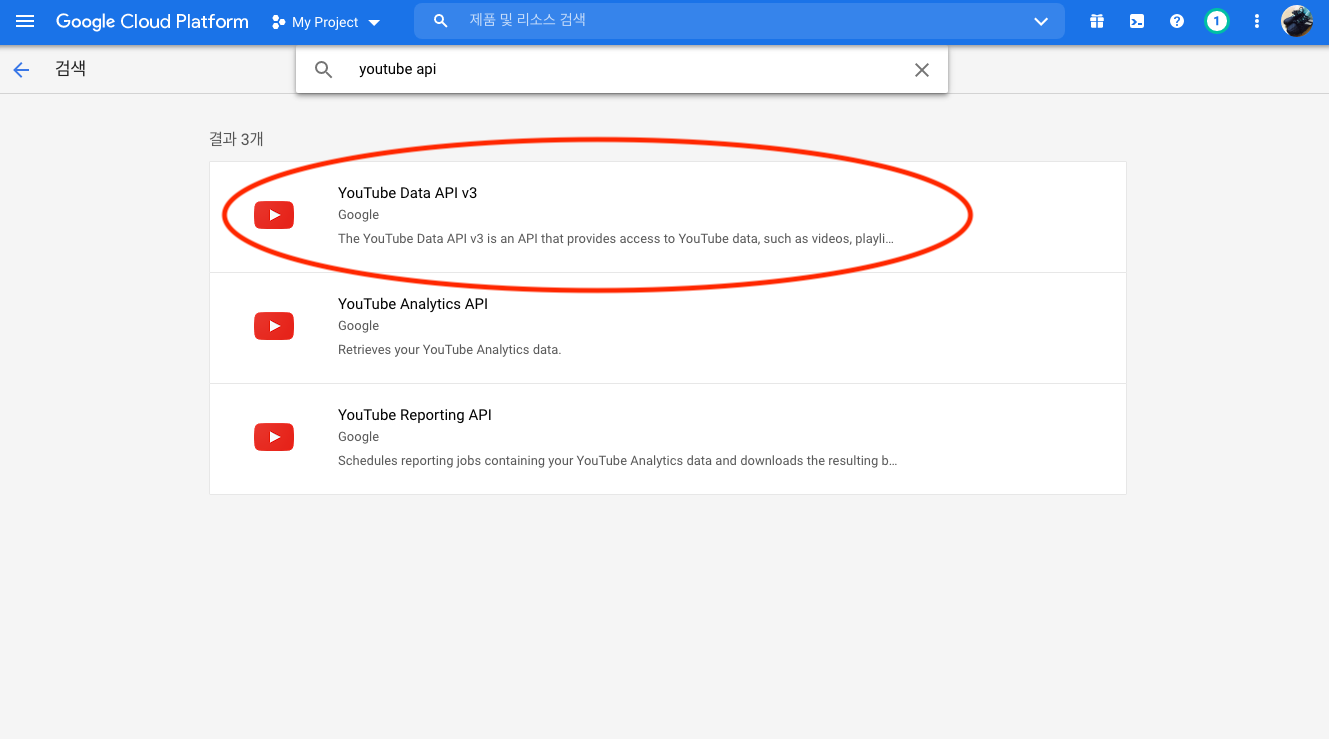 Google Cloud Platform
My Project
제품 및 리소스 검색
1
검색
youtube api
결과 3개
YouTube Data API v3
Google
The YouTube Data API v3 is an API that provides access to YouTube data, such as videos, playli...
YouTube Analytics API
Google
Retrieves your YouTube Analytics data.
YouTube Reporting API
Google
Schedules reporting jobs containing your YouTube Analytics data and downloads the resulting b...